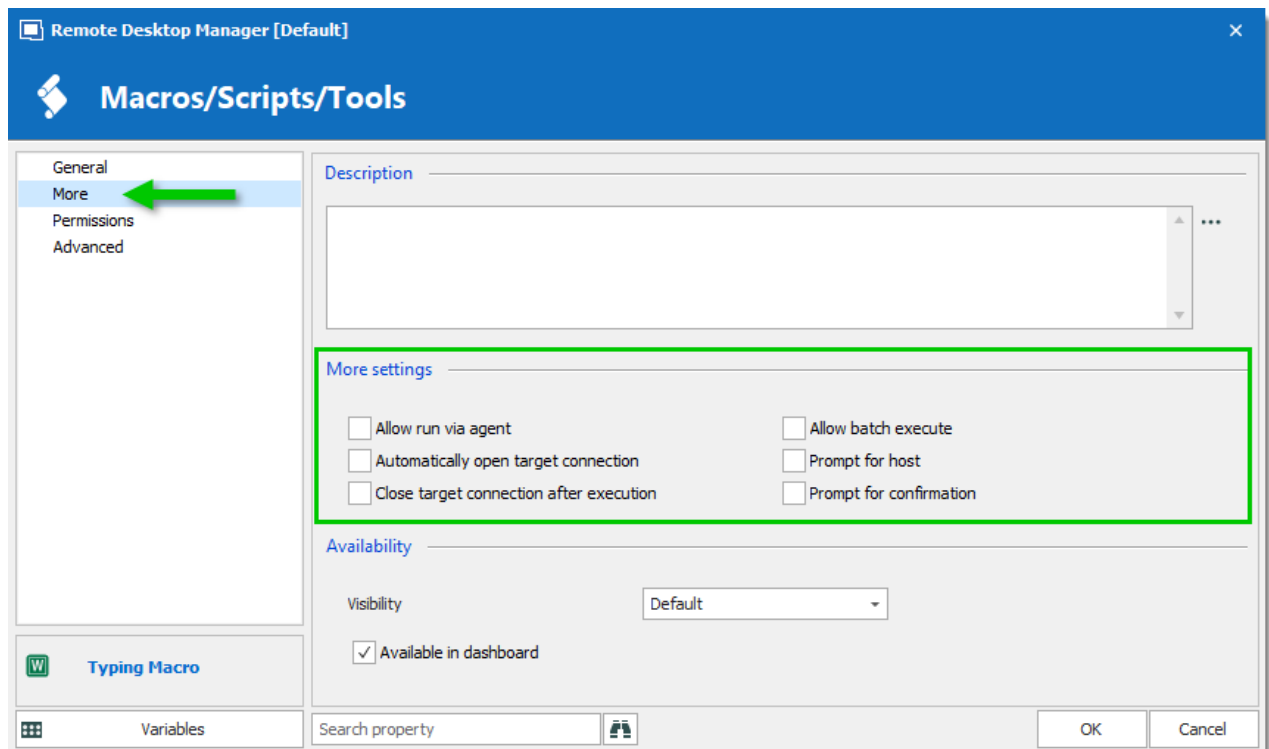 Remote Desktop Manager [Default]
Macros/Scripts/Tools
General
More
Permissions
Advanced
Description
More settings
Allow run via agent
Allow batch execute
Automatically open target connection
Prompt for host
Close target connection after execution
Prompt for confirmation
Availability
Visibility
Default
Available in dashboard
W
Typing Macro
Variables
Search property
OK
Cancel